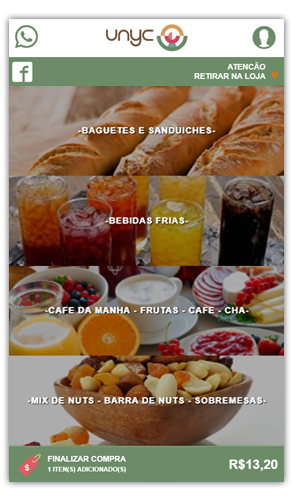 unyc
ATENCÃO
RETIRAR NA LOJA
-BAGUETES E SANDUICHES-
-BEBIDAS FRIAS-
-CAFE DA MANHA - FRUTAS - CAFE - CHA-
-MIX DE NUTS - BARRA DE NUTS - SOBREMESAS-
FINALIZAR COMPRA
1 ITEN(S) ADICIONADO(S)
R$13,20